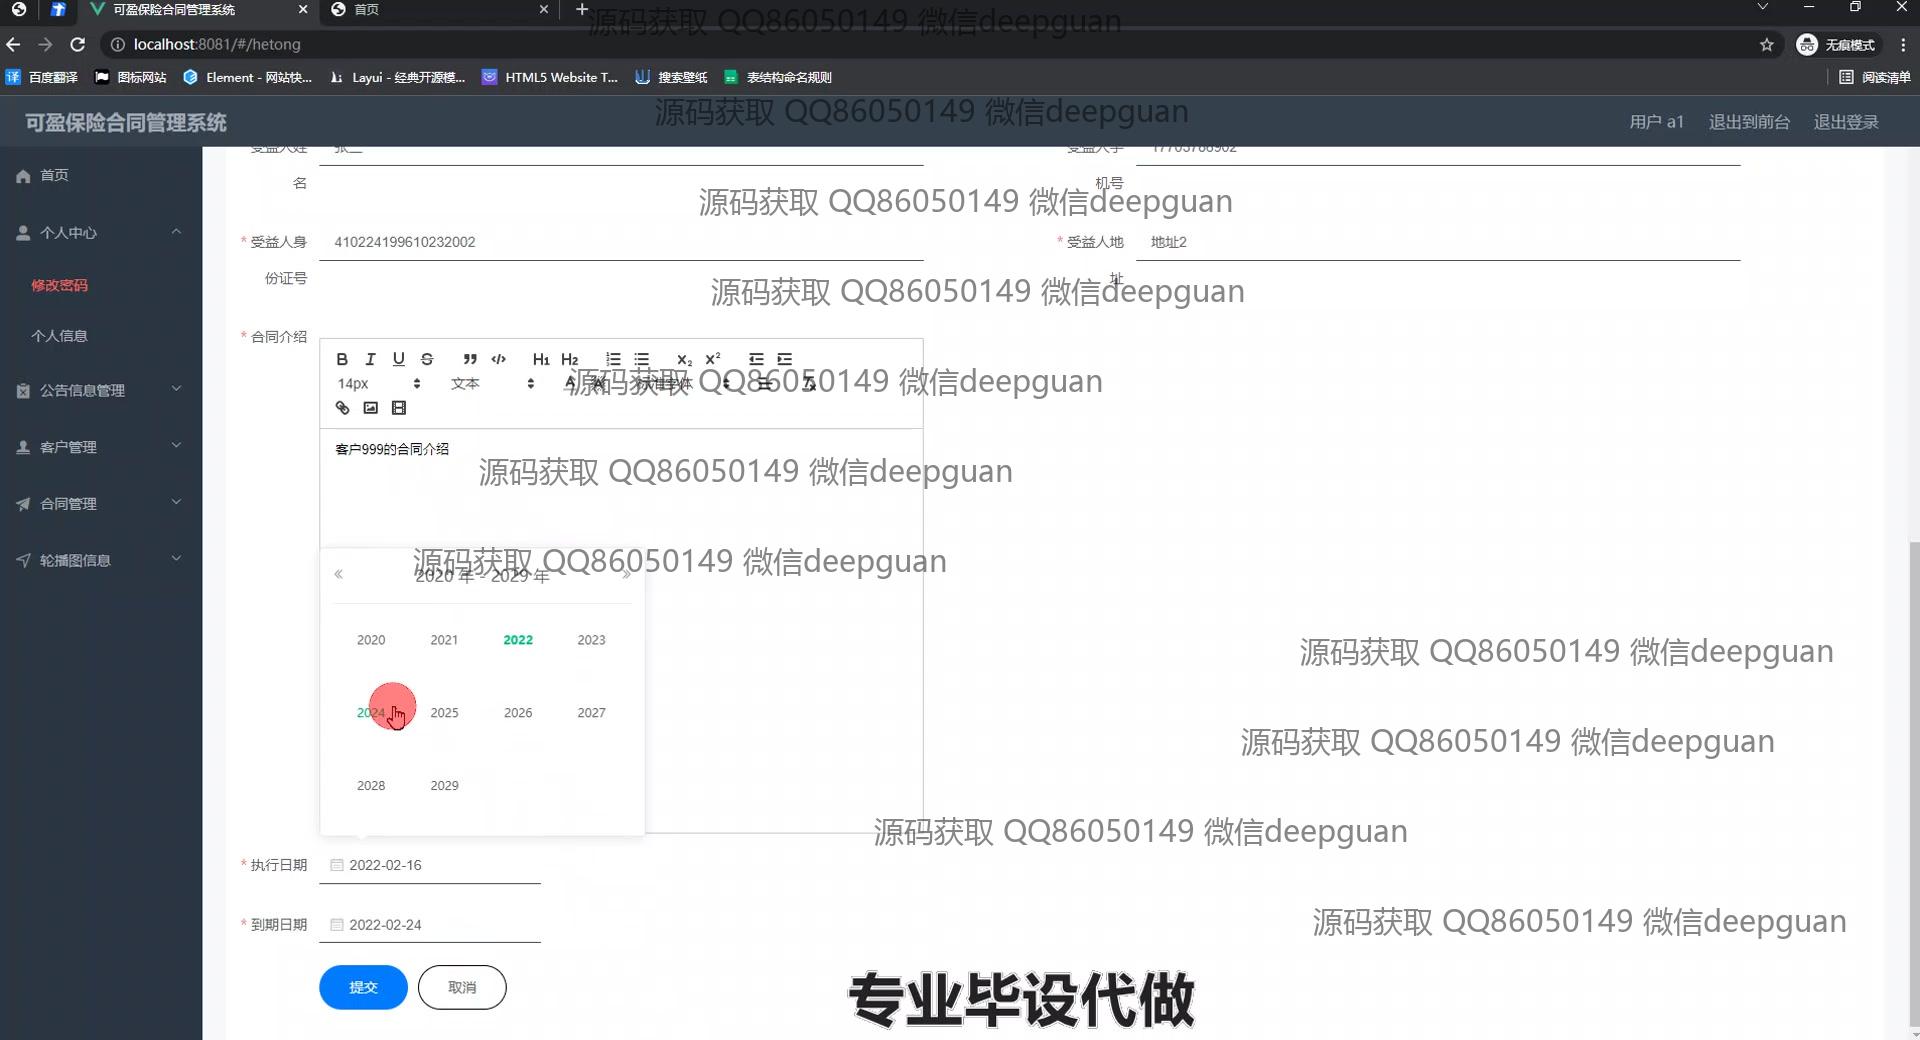 可盈保险合同管理系统
首页
源码获取 QQ86050149 微信deepguan
localhost:8081/#/hetong
无痕模式
百度翻译
图标网站
Element - 网站快...
Layui - 经典开源模...
HTML5 Website T...
搜索壁纸
表结构命名规则
阅读清单
可盈保险合同管理系统
源码获取 QQ86050149 微信deepguan
用户 a1
退出到前台
退出登录
首页
个人中心
修改密码
个人信息
公告信息管理
客户管理
合同管理
轮播图信息
受益人姓
名
张三
受益人手
机号
17703786902
源码获取 QQ86050149 微信deepguan
* 受益人身
份证号
410224199610232002
* 受益人地
址
地址2
源码获取 QQ86050149 微信deepguan
* 合同介绍
B I U S ” </> H1 H2 X2 X2
14px 文本 标准字体
源码获取 QQ86050149 微信deepguan
客户999的合同介绍
源码获取 QQ86050149 微信deepguan
源码获取 QQ86050149 微信deepguan
« 2020 年 - 2029 年 »
2020 2021 2022 2023
2024 2025 2026 2027
2028 2029
源码获取 QQ86050149 微信deepguan
源码获取 QQ86050149 微信deepguan
源码获取 QQ86050149 微信deepguan
* 执行日期 2022-02-16
* 到期日期 2022-02-24
源码获取 QQ86050149 微信deepguan
提交 取消
专业毕设代做